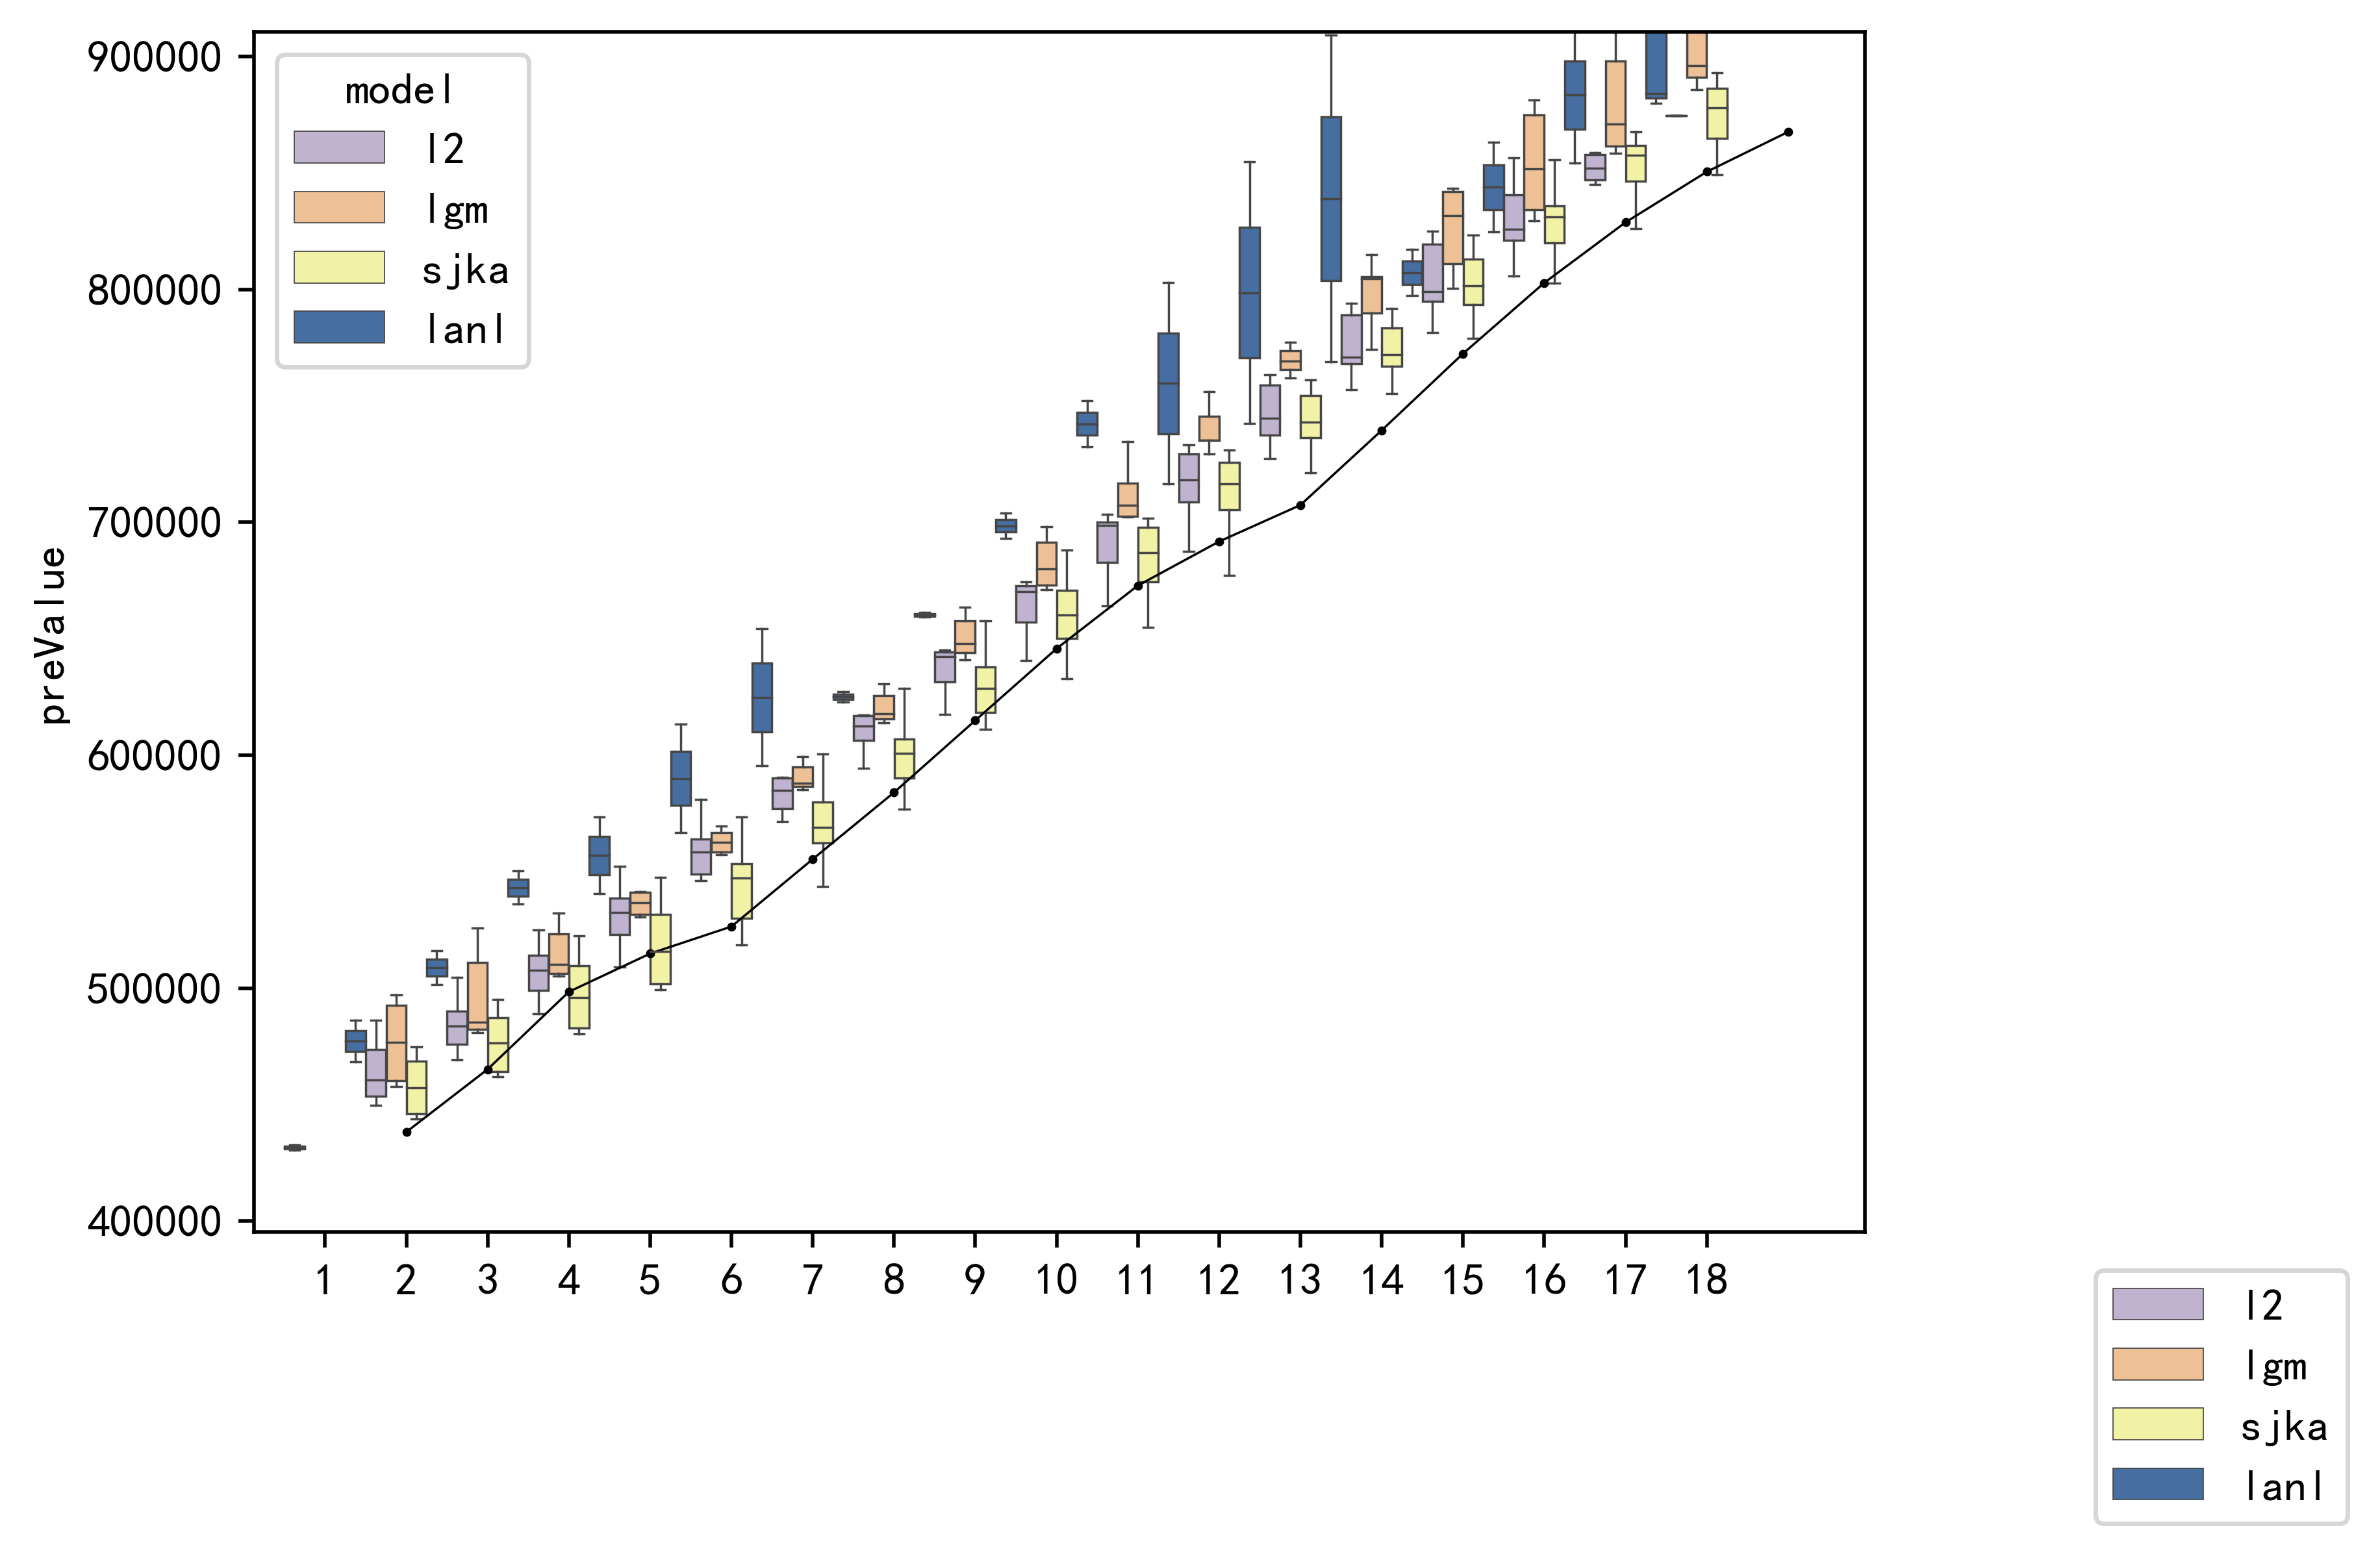 900000
800000
700000
600000
500000
400000
preValue
model
l2
lgm
sjka
lanl
1 2 3 4 5 6 7 8 9 10 11 12 13 14 15 16 17 18
l2
lgm
sjka
lanl